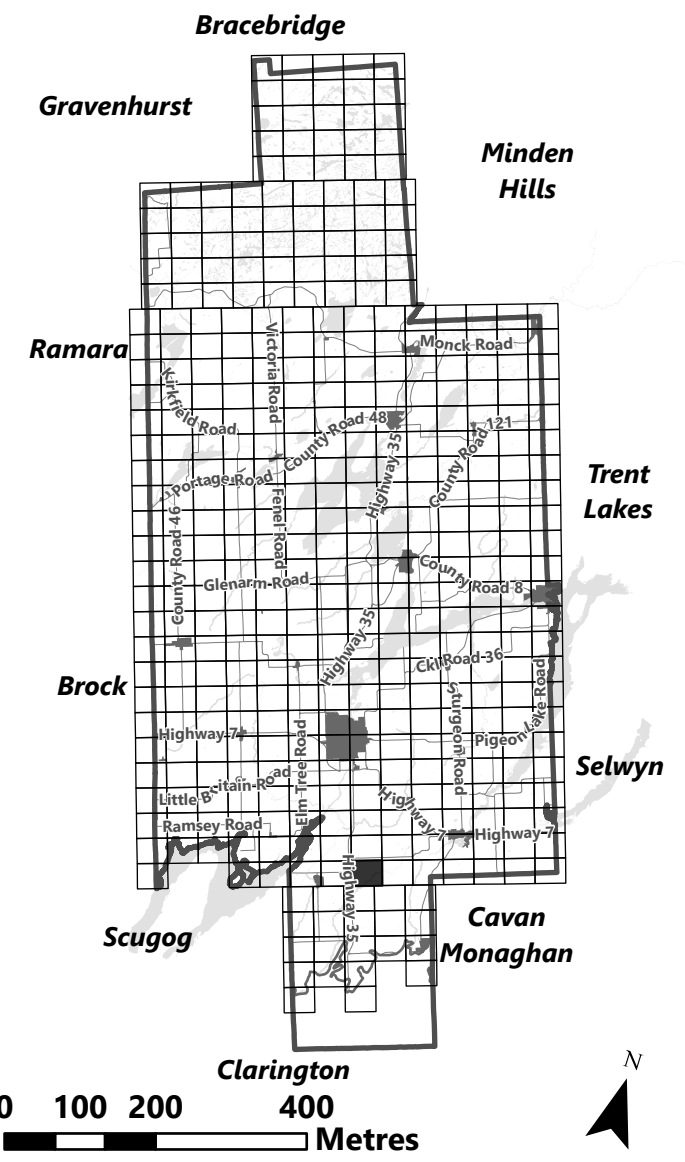 Bracebridge
Gravenhurst
Minden
Hills
Ramara
Victoria Road
Monck Road
Kirkfield Road
County Road 48
Highway 35
County Road 121
Portage Road
Trent
Lakes
County Road 46
Fenel Road
County Road 8
Glenarm Road
Highway 35
Ckl Road 36
Brock
Sturgeon Road
Pigeon Lake Road
Highway 7
Elm Tree Road
Selwyn
Little Britain Road
Highway 7
Ramsey Road
Highway 7
Highway 35
Scugog
Cavan
Monaghan
Clarington
N
0 100 200 400
Metres